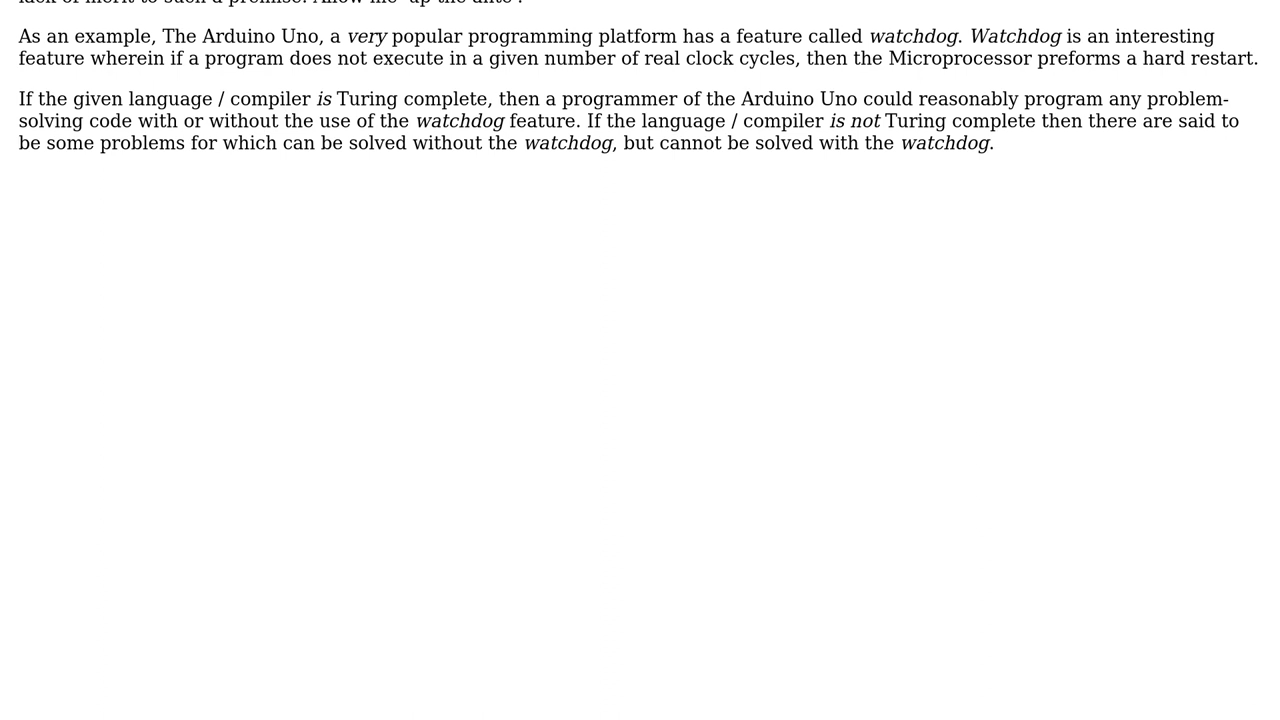 As an example, The Arduino Uno, a very popular programming platform has a feature called watchdog. Watchdog is an interesting
feature wherein if a program does not execute in a given number of real clock cycles, then the Microprocessor preforms a hard restart.
If the given language / compiler is Turing complete, then a programmer of the Arduino Uno could reasonably program any problem-
solving code with or without the use of the watchdog feature. If the language / compiler is not Turing complete then there are said to
be some problems for which can be solved without the watchdog, but cannot be solved with the watchdog.